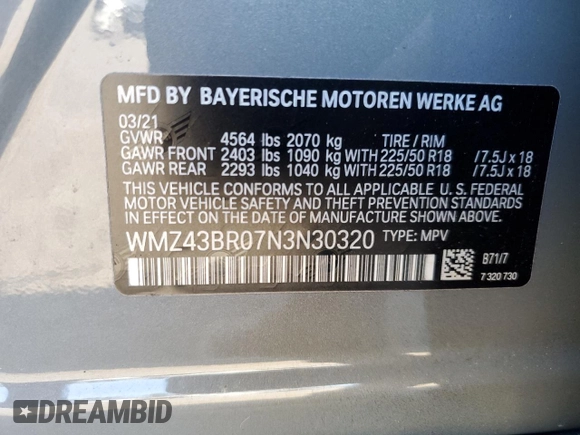 MFD BY BAYERISCHE MOTOREN WERKE AG
03/21
GVWR 4564 lbs 2070 kg TIRE / RIM
GAWR FRONT 2403 lbs 1090 kg WITH 225/50 R18 /7.5J x 18
GAWR REAR 2293 lbs 1040 kg WITH 225/50 R18 /7.5J x 18
THIS VEHICLE CONFORMS TO ALL APPLICABLE U. S. FEDERAL
MOTOR VEHICLE SAFETY AND THEFT PREVENTION STANDARDS
IN EFFECT ON THE DATE OF MANUFACTURE SHOWN ABOVE.
WMZ43BR07N3N30320 TYPE: MPV
B71/7
7 320 730
DREAMBID